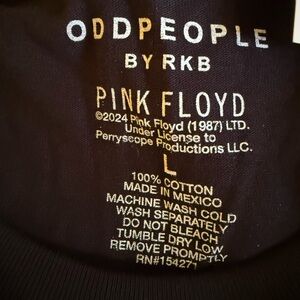 ODDPEOPLE
BY RKB
PINK FLOYD
©2024 Pink Floyd (1987) LTD.
Under License to
Perryscope Productions LLC.
L
100% COTTON
MADE IN MEXICO
MACHINE WASH COLD
WASH SEPARATELY
DO NOT BLEACH
TUMBLE DRY LOW
REMOVE PROMPTLY
RN#154271